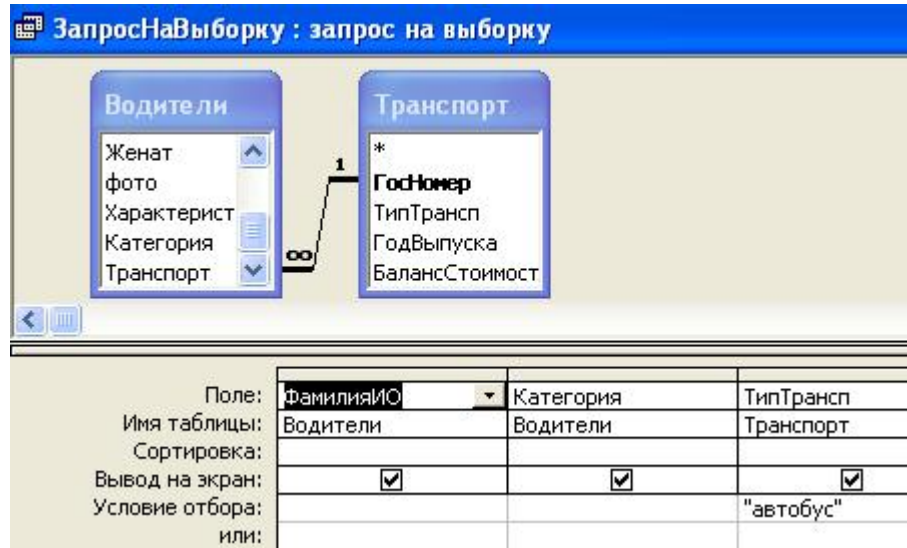 ЗапросНаВыборку : запрос на выборку
Водители
Женат
фото
Характерист
Категория
Транспорт
1
∞
Транспорт
*
ГосНомер
ТипТрансп
ГодВыпуска
БалансСтоимост
Поле: ФамилияИО Категория ТипТрансп
Имя таблицы: Водители Водители Транспорт
Сортировка:
Вывод на экран:
Условие отбора: "автобус"
или: